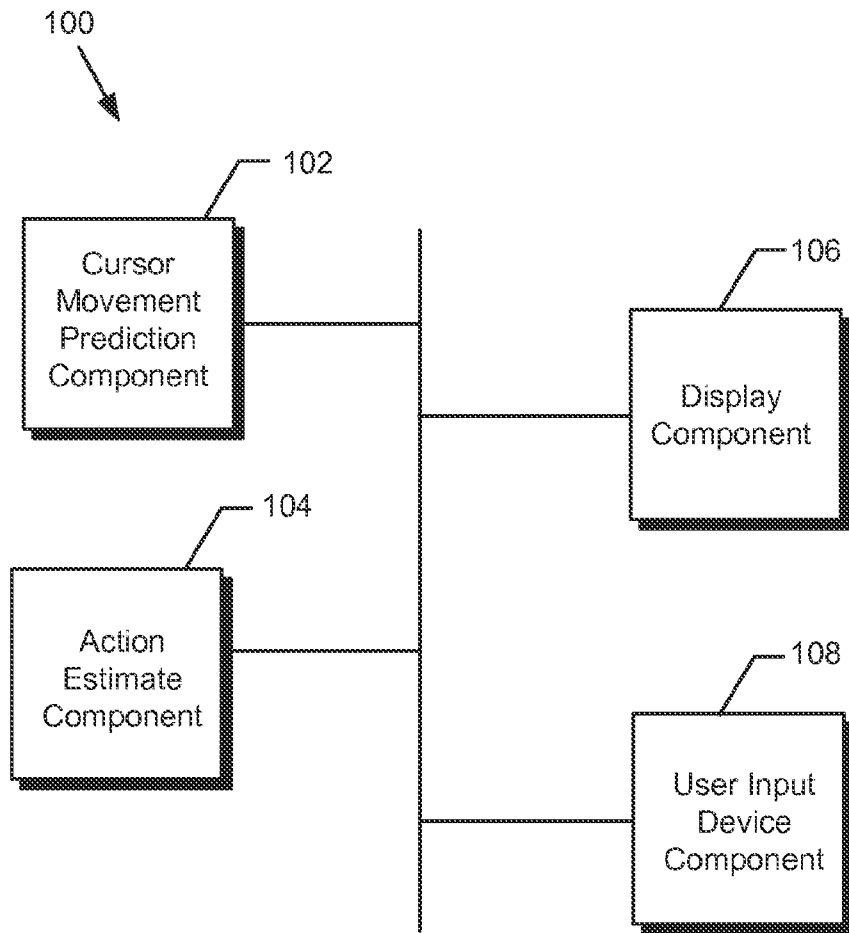 100
102
Cursor
Movement
Prediction
Component
106
Display
Component
104
Action
Estimate
Component
108
User Input
Device
Component